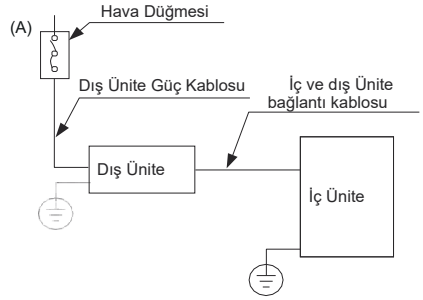 (A)
Hava Düğmesi
Dış Ünite Güç Kablosu
İç ve dış Ünite
bağlantı kablosu
Dış Ünite
İç Ünite